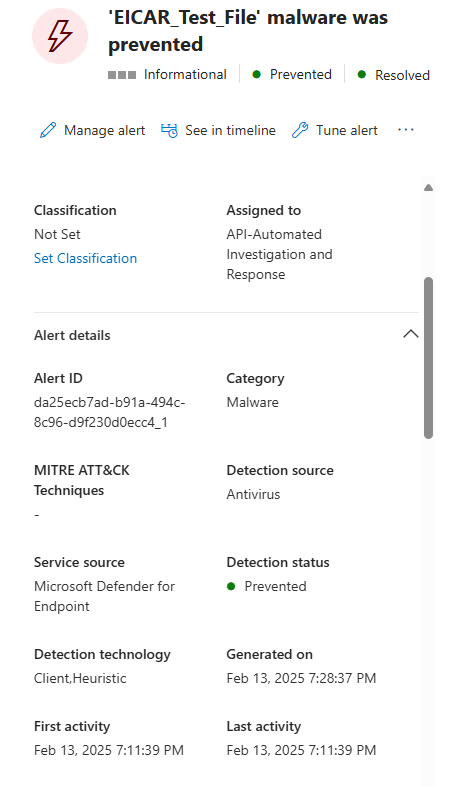 'EICAR_Test_File' malware was
prevented
Informational
Prevented
Resolved
Manage alert
See in timeline
Tune alert
...
Classification
Not Set
Set Classification
Assigned to
API-Automated
Investigation and
Response
Alert details
Alert ID
da25ecb7ad-b91a-494c-
8c96-d9f230d0ecc4_1
Category
Malware
MITRE ATT&CK
Techniques
-
Detection source
Antivirus
Service source
Microsoft Defender for
Endpoint
Detection status
Prevented
Detection technology
Client,Heuristic
Generated on
Feb 13, 2025 7:28:37 PM
First activity
Feb 13, 2025 7:11:39 PM
Last activity
Feb 13, 2025 7:11:39 PM